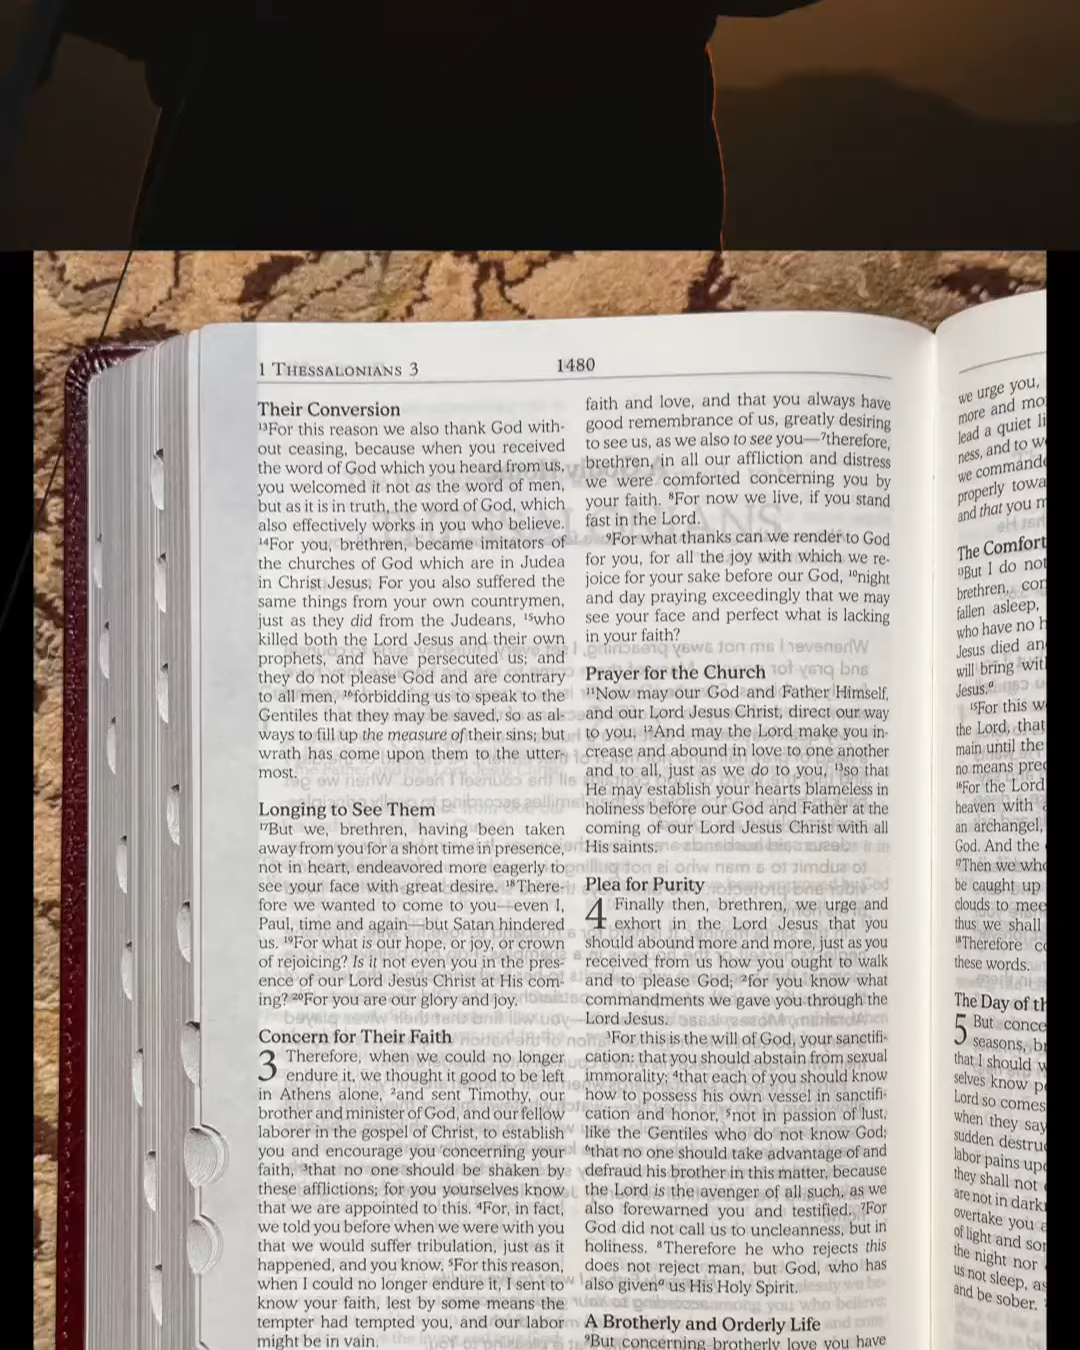 1 THESSALONIANS 3
1480
Their Conversion
¹³For this reason we also thank God with-
out ceasing, because when you received
the word of God which you heard from us,
you welcomed it not as the word of men,
but as it is in truth, the word of God, which
also effectively works in you who believe.
¹⁴For you, brethren, became imitators of
the churches of God which are in Judea
in Christ Jesus. For you also suffered the
same things from your own countrymen,
just as they did from the Judeans, ¹⁵who
killed both the Lord Jesus and their own
prophets, and have persecuted us; and
they do not please God and are contrary
to all men, ¹⁶forbidding us to speak to the
Gentiles that they may be saved, so as al-
ways to fill up the measure of their sins; but
wrath has come upon them to the utter-
most.
Longing to See Them
¹⁷But we, brethren, having been taken
away from you for a short time in presence,
not in heart, endeavored more eagerly to
see your face with great desire. ¹⁸There-
fore we wanted to come to you—even I,
Paul, time and again—but Satan hindered
us. ¹⁹For what is our hope, or joy, or crown
of rejoicing? Is it not even you in the pres-
ence of our Lord Jesus Christ at His com-
ing? ²⁰For you are our glory and joy.
Concern for Their Faith
3 Therefore, when we could no longer
endure it, we thought it good to be left
in Athens alone, ²and sent Timothy, our
brother and minister of God, and our fellow
laborer in the gospel of Christ, to establish
you and encourage you concerning your
faith, ³that no one should be shaken by
these afflictions; for you yourselves know
that we are appointed to this. ⁴For, in fact,
we told you before when we were with you
that we would suffer tribulation, just as it
happened, and you know. ⁵For this reason,
when I could no longer endure it, I sent to
know your faith, lest by some means the
tempter had tempted you, and our labor
might be in vain.
faith and love, and that you always have
good remembrance of us, greatly desiring
to see us, as we also to see you—⁷therefore,
brethren, in all our affliction and distress
we were comforted concerning you by
your faith. ⁸For now we live, if you stand
fast in the Lord.
⁹For what thanks can we render to God
for you, for all the joy with which we re-
joice for your sake before our God, ¹⁰night
and day praying exceedingly that we may
see your face and perfect what is lacking
in your faith?
Prayer for the Church
¹¹Now may our God and Father Himself,
and our Lord Jesus Christ, direct our way
to you. ¹²And may the Lord make you in-
crease and abound in love to one another
and to all, just as we do to you, ¹³so that
He may establish your hearts blameless in
holiness before our God and Father at the
coming of our Lord Jesus Christ with all
His saints.
Plea for Purity
4 Finally then, brethren, we urge and
exhort in the Lord Jesus that you
should abound more and more, just as you
received from us how you ought to walk
and to please God; ²for you know what
commandments we gave you through the
Lord Jesus.
³For this is the will of God, your sanctifi-
cation: that you should abstain from sexual
immorality; ⁴that each of you should know
how to possess his own vessel in sanctifi-
cation and honor, ⁵not in passion of lust,
like the Gentiles who do not know God;
⁶that no one should take advantage of and
defraud his brother in this matter, because
the Lord is the avenger of all such, as we
also forewarned you and testified. ⁷For
God did not call us to uncleanness, but in
holiness. ⁸Therefore he who rejects this
does not reject man, but God, who has
also givenᵃ us His Holy Spirit.
A Brotherly and Orderly Life
⁹But concerning brotherly love you have
we urge you,
more and mo
lead a quiet li
ness, and to w
we commande
properly towa
and that you m
The Comfort
¹³But I do not
brethren, con
fallen asleep,
who have no h
Jesus died an
will bring wit
Jesus.ᵃ
¹⁵For this w
the Lord, that
main until the
no means prec
¹⁶For the Lord
heaven with a
an archangel,
God. And the
¹⁷Then we who
be caught up
clouds to mee
thus we shall
¹⁸Therefore co
these words.
The Day of th
5 But conce
seasons, br
that I should w
selves know pe
Lord so comes
when they say
sudden destruc
labor pains upo
they shall not
are not in dark
overtake you a
of light and son
the night nor
us not sleep, as
and be sober.